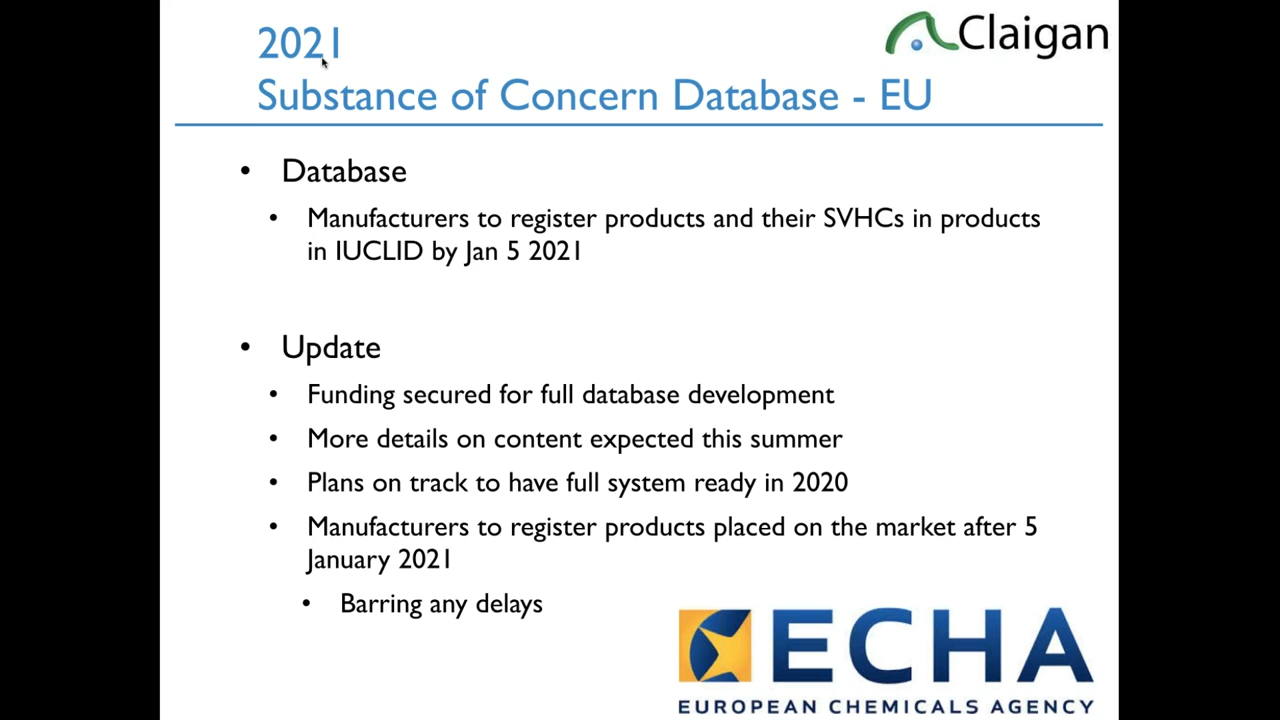 2021
Claigan
Substance of Concern Database - EU
• Database
• Manufacturers to register products and their SVHCs in products
in IUCLID by Jan 5 2021
• Update
• Funding secured for full database development
• More details on content expected this summer
• Plans on track to have full system ready in 2020
• Manufacturers to register products placed on the market after 5
January 2021
• Barring any delays
ECHA
EUROPEAN CHEMICALS AGENCY